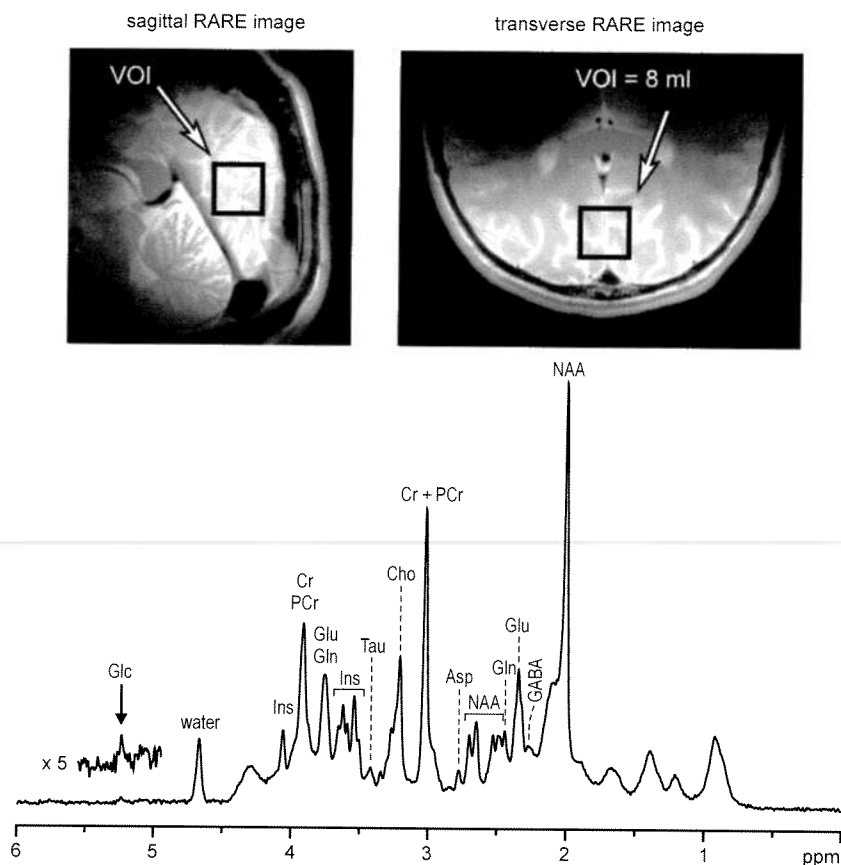 sagittal RARE image
transverse RARE image
VOI
VOI = 8 ml
NAA
Cr + PCr
Cr
PCr
Cho
Glu
Gln
Tau
Ins
Glu
Gln
GABA
Asp
NAA
Glc
Ins
water
x 5
6 5 4 3 2 1 ppm